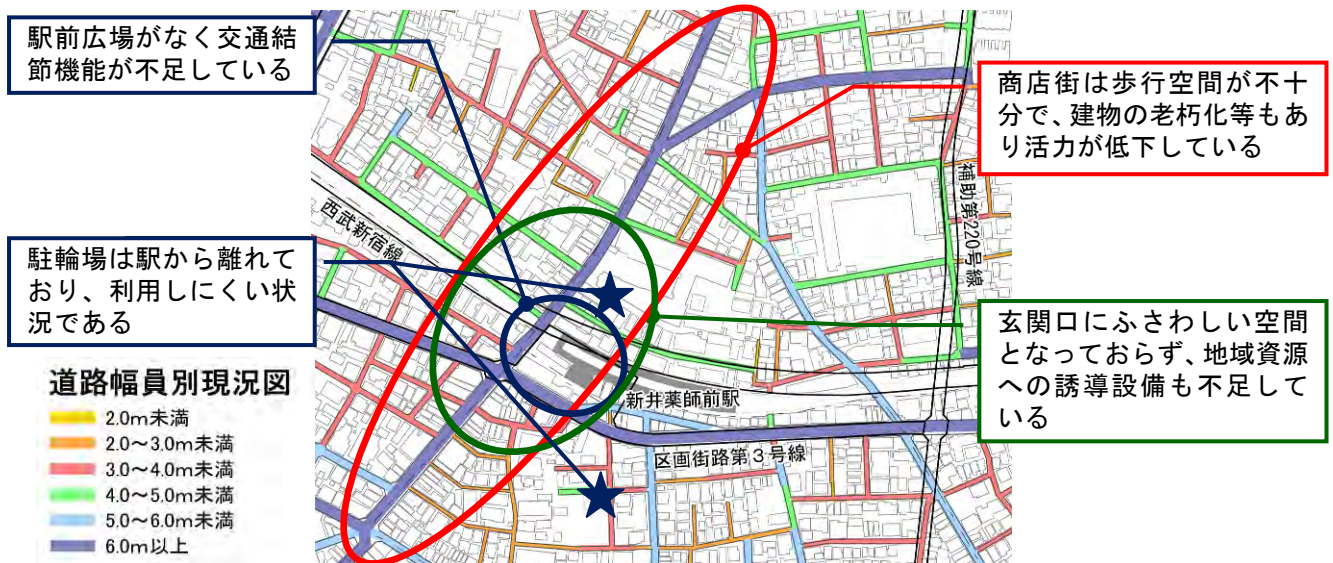 駅前広場がなく交通結
節機能が不足している
駐輪場は駅から離れて
おり、利用しにくい状
況である
道路幅員別現況図
2.0m未満
2.0～3.0m未満
3.0～4.0m未満
4.0～5.0m未満
5.0～6.0m未満
6.0m以上
西武新宿線
新井薬師前駅
区画街路第３号線
補助第220号線
商店街は歩行空間が不十
分で、建物の老朽化等もあ
り活力が低下している
玄関口にふさわしい空間
となっておらず、地域資源
への誘導設備も不足して
いる